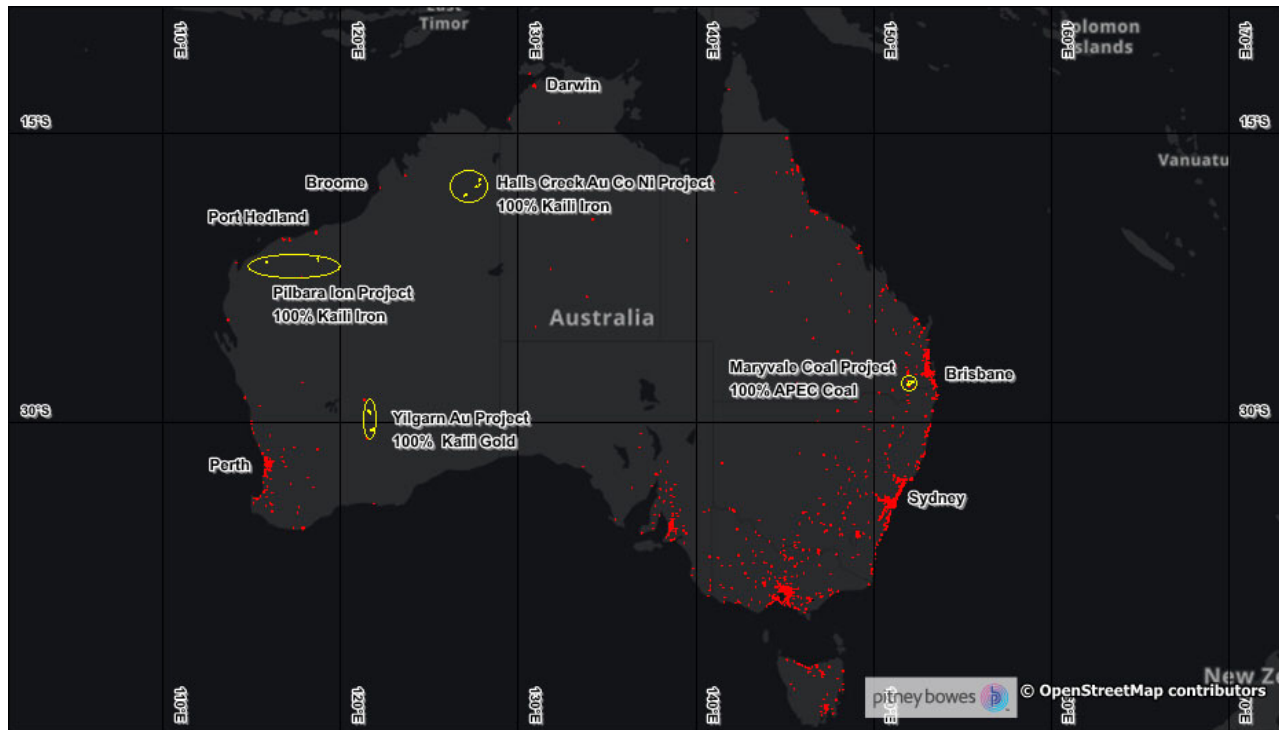 East
Timor
Solomon
Islands
110°E
120°E
130°E
140°E
150°E
160°E
170°E
Darwin
15°S
15°S
Vanuatu
Broome
Halls Creek Au Co Ni Project
100% Kaili Iron
Port Hedland
Pilbara Ion Project
100% Kaili Iron
Australia
Maryvale Coal Project
100% APEC Coal
Brisbane
30°S
30°S
Yilgarn Au Project
100% Kaili Gold
Perth
Sydney
110°E
120°E
130°E
140°E
150°E
160°E
170°E
New Ze
pitney bowes
© OpenStreetMap contributors